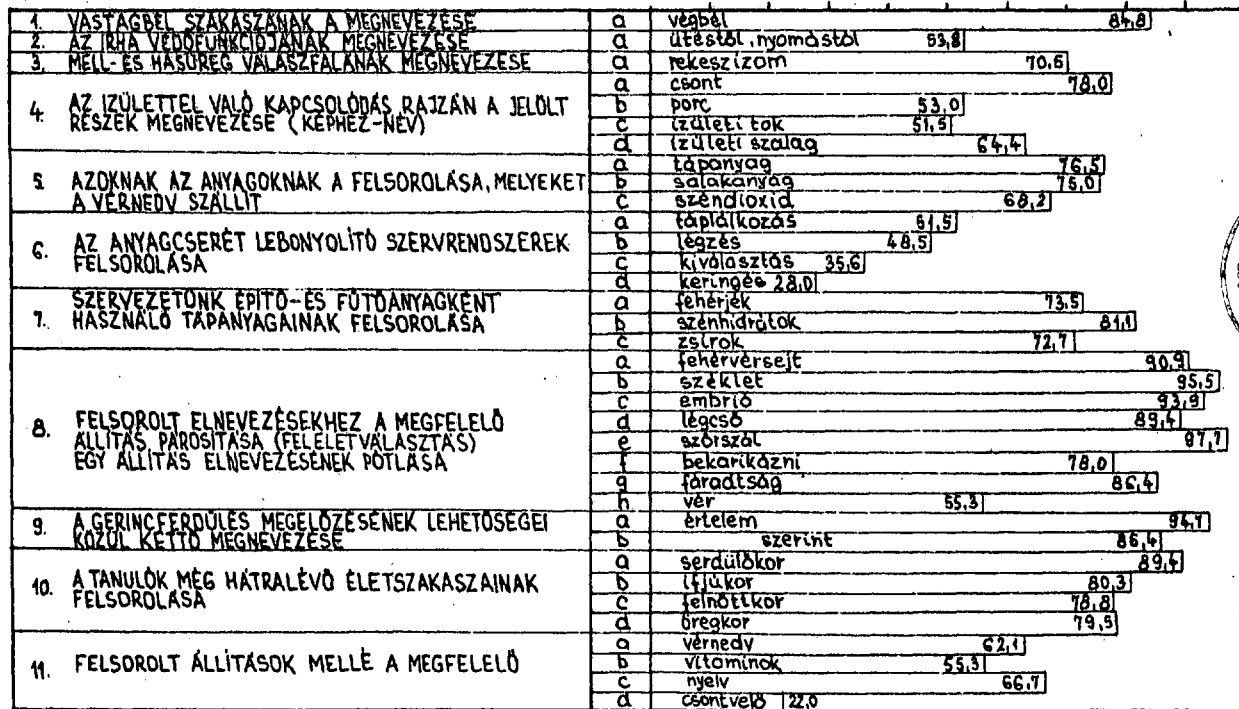 1. VASTAGBÉL SZAKASZÁNAK A MEGNEVEZÉSE a végbél 84,8
2. AZ IRHA VÉDŐFUNKCIÓJÁNAK MEGNEVEZÉSE a ütéstől, nyomástól 53,8
3. MELL- ÉS HASÜREG VÁLASZFALÁNAK MEGNEVEZÉSE a rekeszizom 70,5
4. AZ IZÜLETTEL VALÓ KAPCSOLÓDÁS RAJZÁN A JELÖLT
RÉSZEK MEGNEVEZÉSE (KÉPHEZ-NÉV)
a csont 78,0
b porc 53,0
c ízületi tok 51,5
d ízületi szalag 64,4
5 AZOKNAK AZ ANYAGOKNAK A FELSOROLÁSA, MELYEKET
A VÉRNEDV SZÁLLÍT
a tápanyag 76,5
b salakanyag 75,0
c széndioxid 68,2
6. AZ ANYAGCSERÉT LEBONYOLÍTÓ SZERVRENDSZEREK
FELSOROLÁSA
a táplálkozás 61,5
b légzés 48,5
c kiválasztás 35,6
d keringés 28,0
7. SZERVEZETÜNK ÉPÍTŐ- ÉS FŰTŐANYAGKÉNT
HASZNÁLÓ TÁPANYAGAINAK FELSOROLÁSA
a fehérjék 73,5
b szénhidrátok 81,1
c zsírok 72,7
8. FELSOROLT ELNEVEZÉSEKHEZ A MEGFELELŐ
ÁLLÍTÁS PÁROSÍTÁSA (FELELETVÁLASZTÁS)
EGY ÁLLÍTÁS ELNEVEZÉSÉNEK PÓTLÁSA
a fehérvérsejt 90,9
b széklet 95,5
c embrió 93,9
d légcső 89,4
e szőrszál 97,7
f bekarikázni 78,0
g fáradtság 86,4
h vér 55,3
9. A GERINCFERDÜLÉS MEGELŐZÉSÉNEK LEHETŐSÉGEI
KÖZÜL KETTŐ MEGNEVEZÉSE
a értelem 94,7
b szerint 86,4
10. A TANULÓK MÉG HÁTRALÉVŐ ÉLETSZAKASZAINAK
FELSOROLÁSA
a serdülőkor 89,4
b ifjúkor 80,3
c felnőttkor 78,8
d öregkor 79,5
11. FELSOROLT ÁLLÍTÁSOK MELLÉ A MEGFELELŐ
a vérnedv 62,1
b vitaminok 55,3
c nyelv 66,7
d csontvelő 22,0